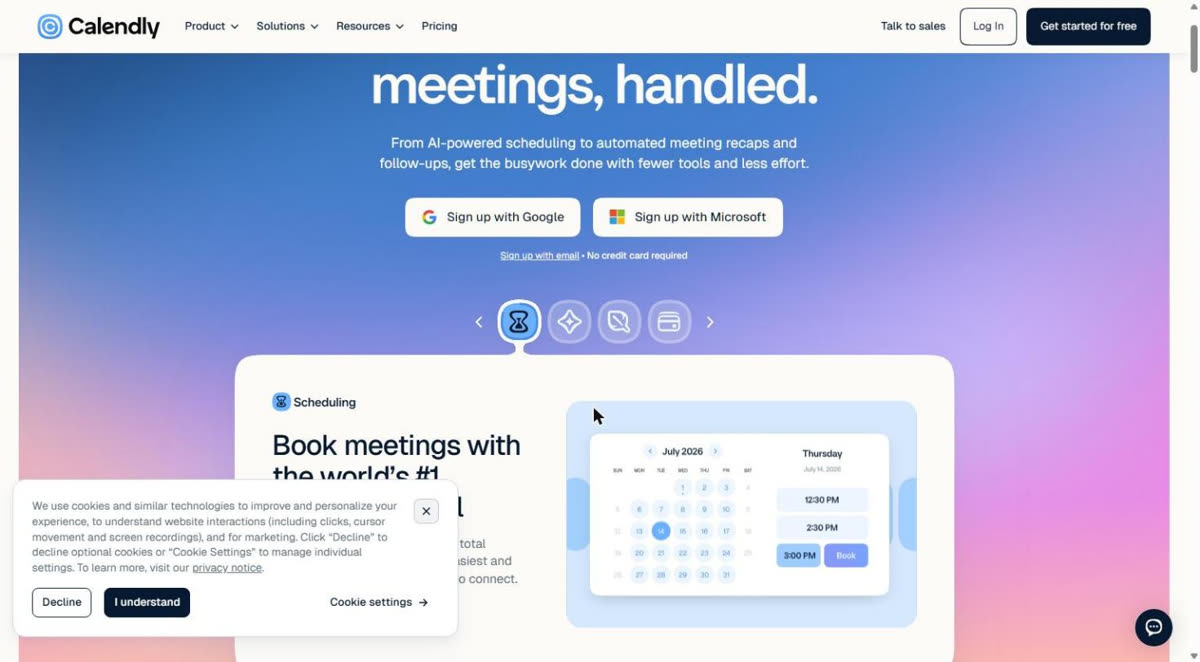 Calendly
Product
Solutions
Resources
Pricing
Talk to sales
Log In
Get started for free
meetings, handled.
From AI-powered scheduling to automated meeting recaps and
follow-ups, get the busywork done with fewer tools and less effort.
Sign up with Google
Sign up with Microsoft
Sign up with email • No credit card required
Scheduling
Book meetings with
the world's #1
total
asiest and
o connect.
July 2026
SUN MON TUE WED THU FRI SAT
1 2 3 4
5 6 7 8 9 10
12 13 14 15 16 17
19 20 21 22 23 24 25
26 27 28 29 30 31
Thursday
July 14, 2026
12:30 PM
2:30 PM
3:00 PM
Book
We use cookies and similar technologies to improve and personalize your
experience, to understand website interactions (including clicks, cursor
movement and screen recordings), and for marketing. Click "Decline" to
decline optional cookies or "Cookie Settings" to manage individual
settings. To learn more, visit our privacy notice.
Decline
I understand
Cookie settings →